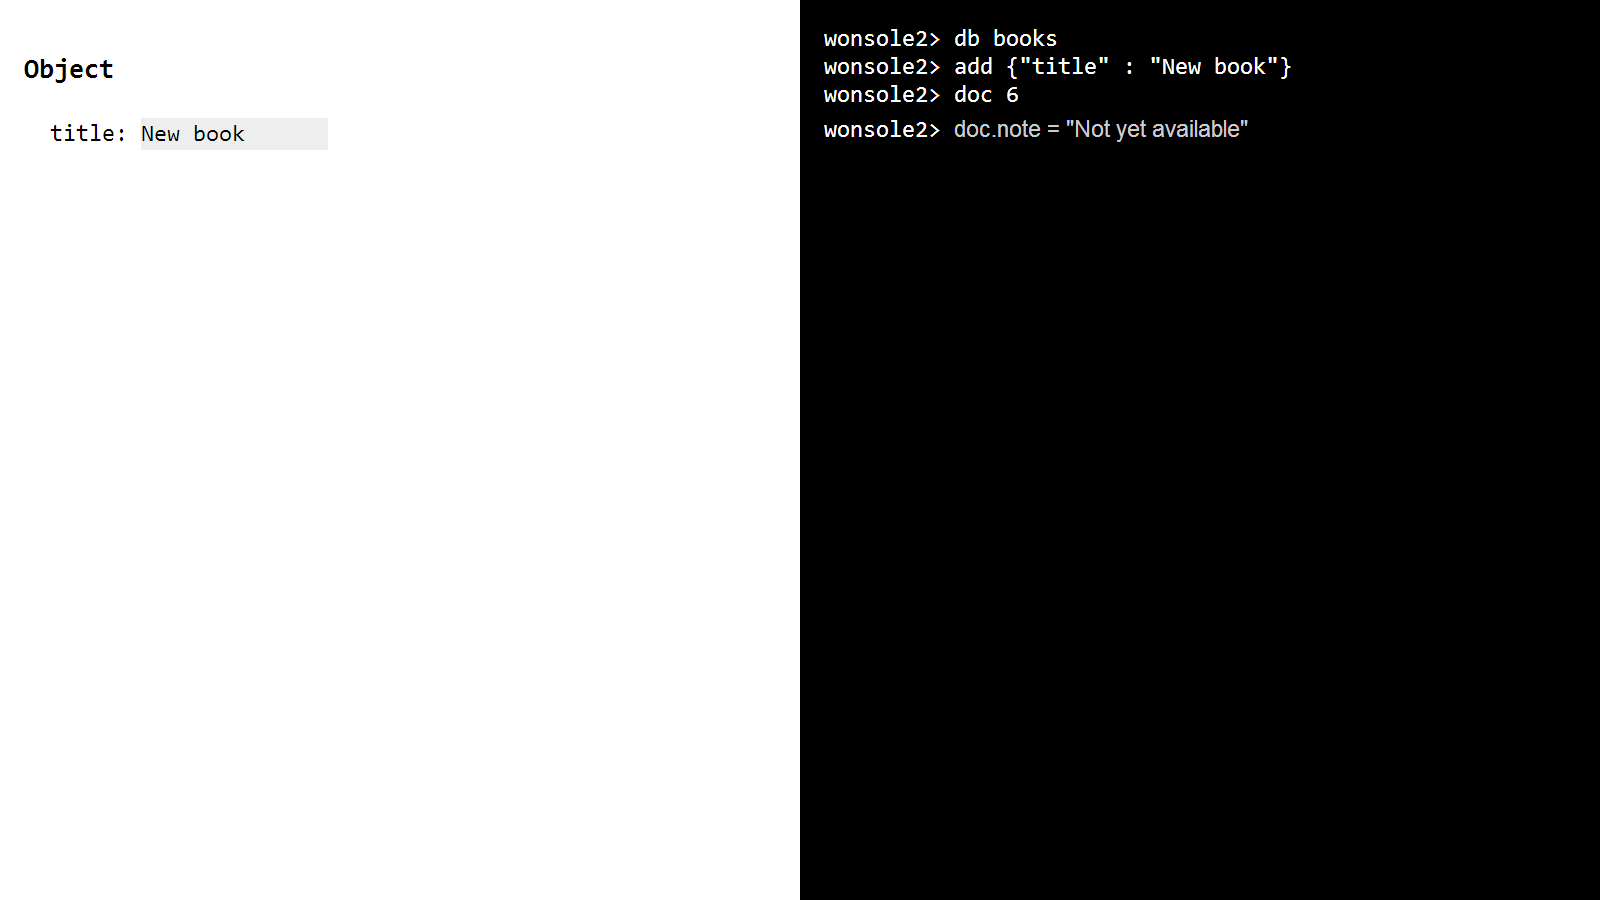 Object
title: New book
wonsole2> db books
wonsole2> add {"title" : "New book"}
wonsole2> doc 6
wonsole2> doc.note = "Not yet available"